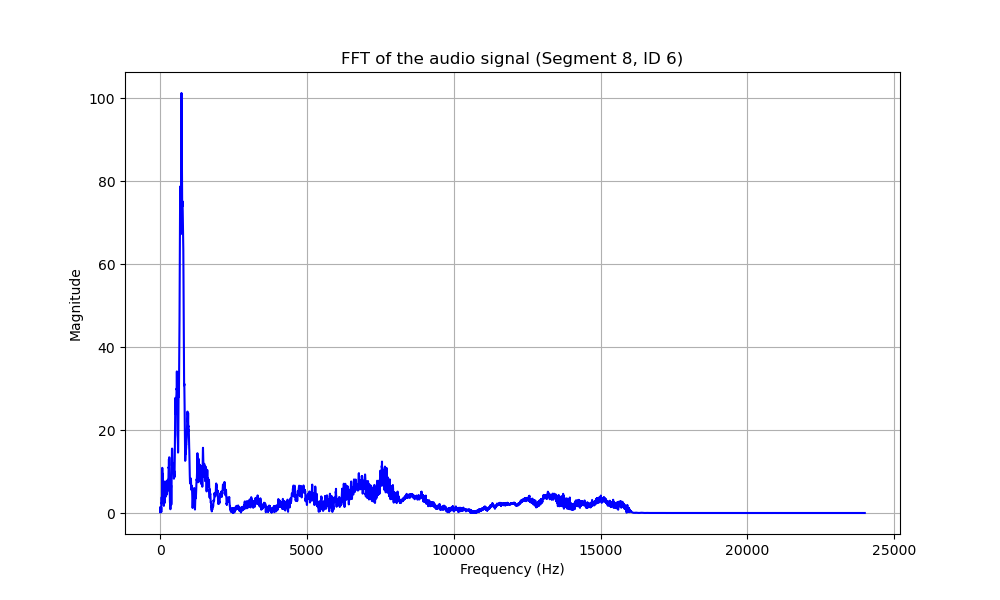 FFT of the audio signal (Segment 8, ID 6)
100
80
60
40
20
0
Magnitude
0 5000 10000 15000 20000 25000
Frequency (Hz)